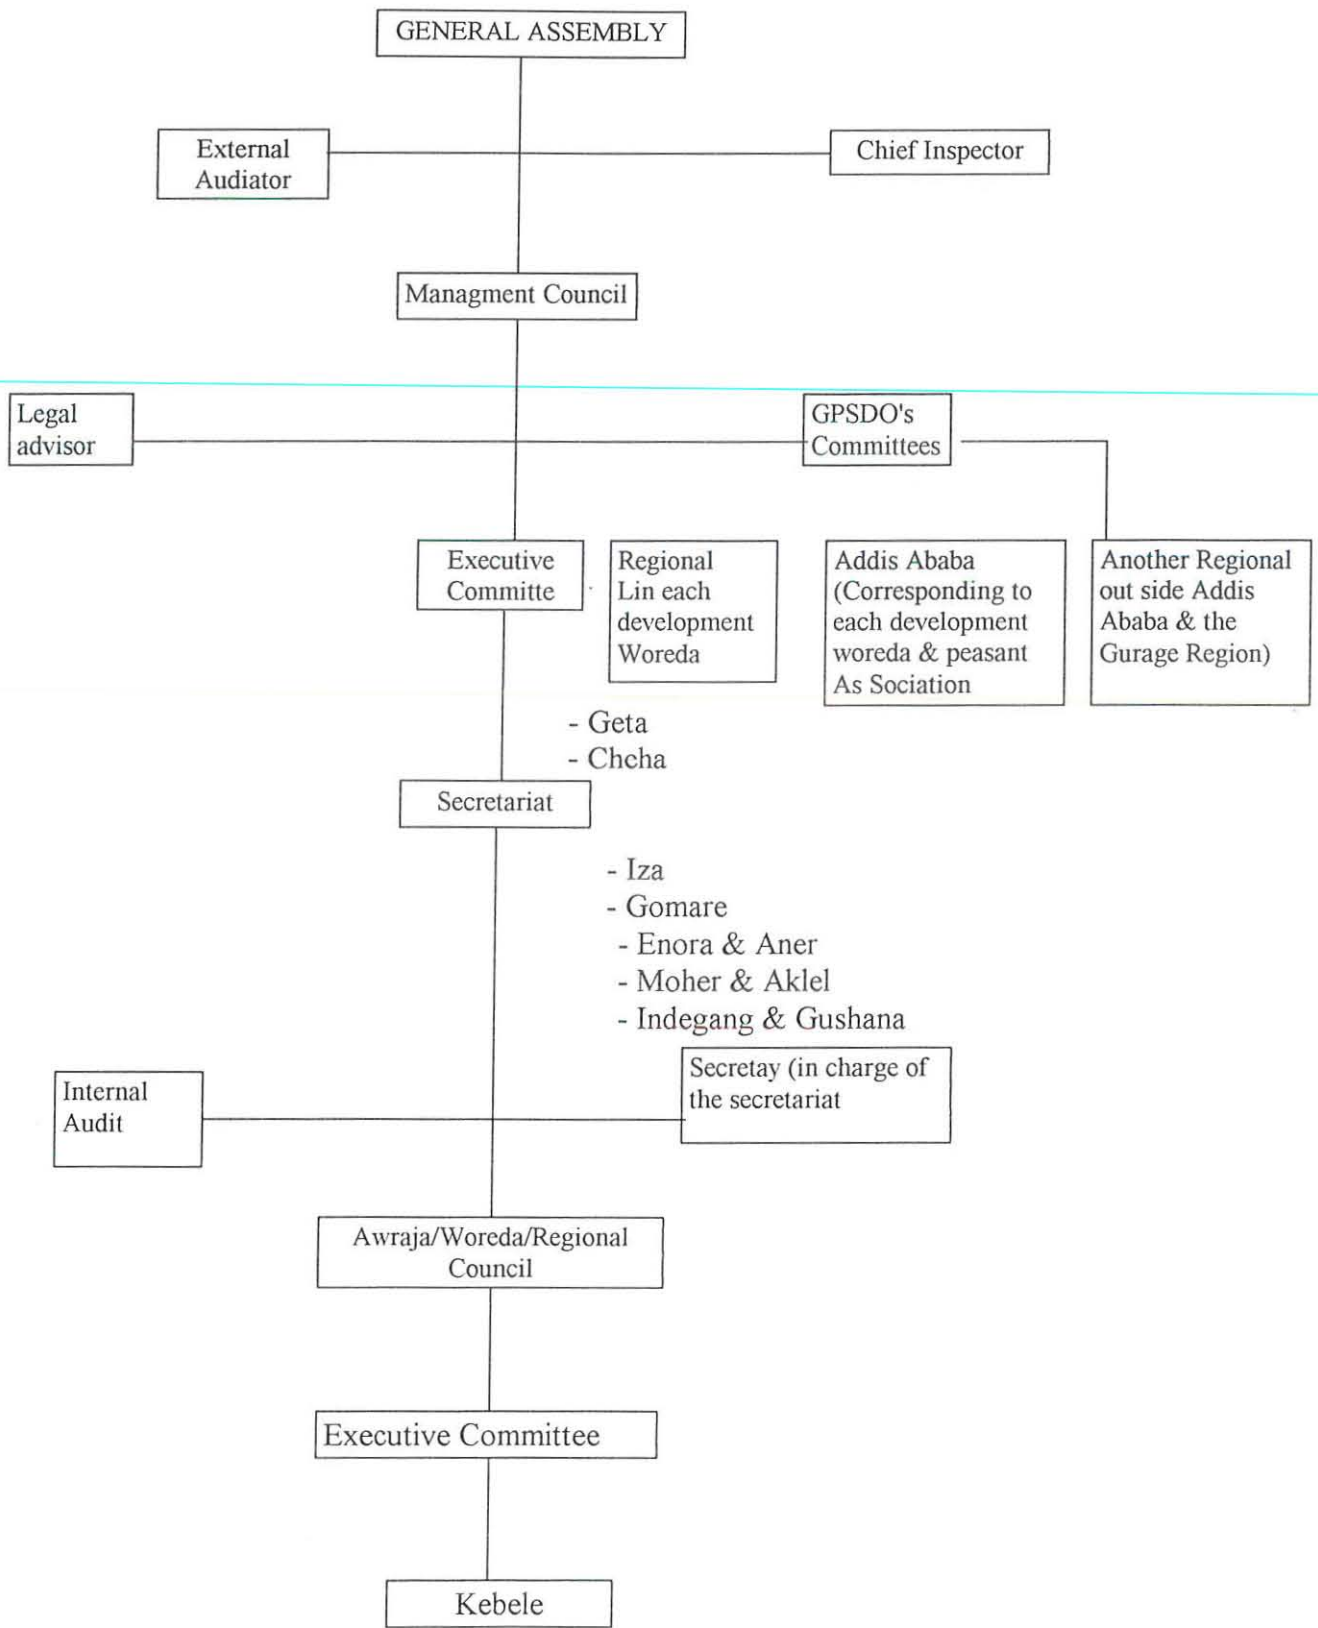 GENERAL ASSEMBLY
External
Audiator
Chief Inspector
Managment Council
Legal
advisor
GPSDO's
Committees
Executive
Committe
Regional
Lin each
development
Woreda
Addis Ababa
(Corresponding to
each development
woreda & peasant
As Sociation
Another Regional
out side Addis
Ababa & the
Gurage Region)
- Geta
- Chcha
Secretariat
- Iza
- Gomare
- Enora & Aner
- Moher & Aklel
- Indegang & Gushana
Internal
Audit
Secretay (in charge of
the secretariat
Awraja/Woreda/Regional
Council
Executive Committee
Kebele